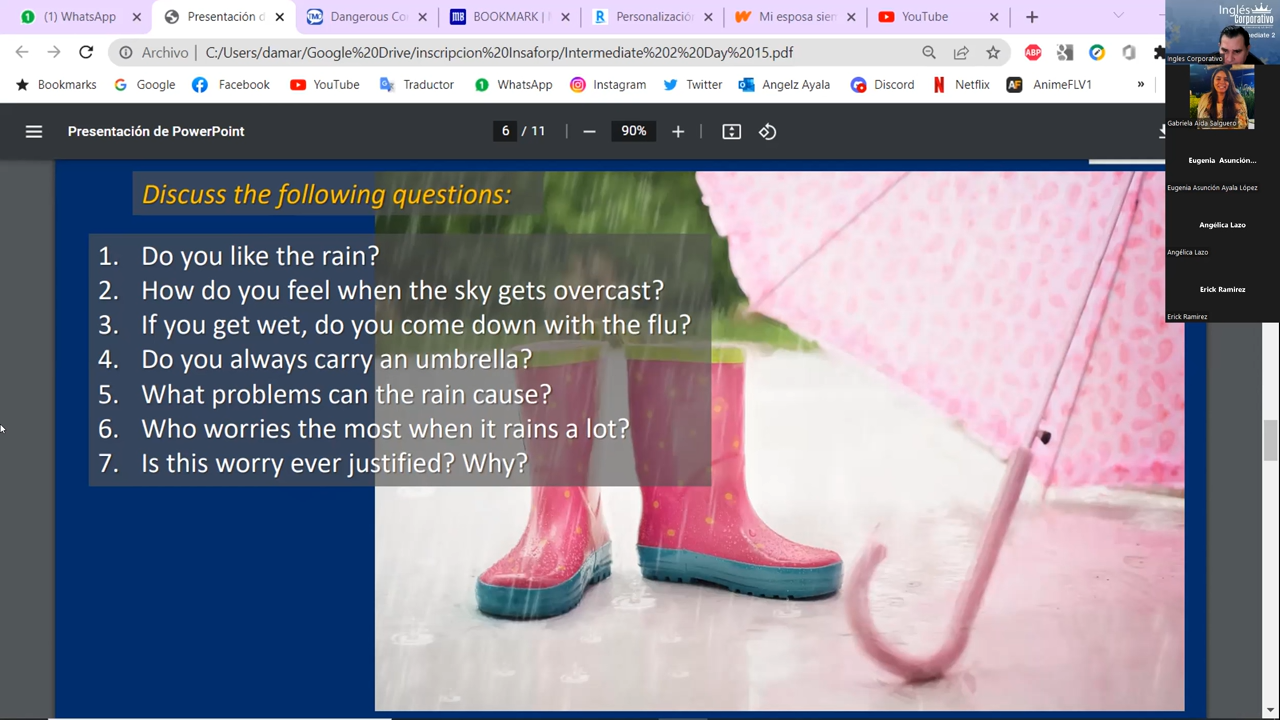 (1) WhatsApp
Presentación d
Dangerous Co
BOOKMARK |
Personalización
Mi esposa sien
YouTube
Archivo
C:/Users/damar/Google%20Drive/inscripcion%20Insaforp/Intermediate%202%20Day%2015.pdf
Bookmarks
Google
Facebook
YouTube
Traductor
WhatsApp
Instagram
Twitter
Angelz Ayala
Discord
Netflix
AnimeFLV1
»
Presentación de PowerPoint
6 / 11
90%
Discuss the following questions:
1. Do you like the rain?
2. How do you feel when the sky gets overcast?
3. If you get wet, do you come down with the flu?
4. Do you always carry an umbrella?
5. What problems can the rain cause?
6. Who worries the most when it rains a lot?
7. Is this worry ever justified? Why?
Inglés
Corporativo
mediate 2
Ingles Corporativo
Gabriela Aida Salguero
Eugenia Asunción...
Eugenia Asunción Ayala López
Angélica Lazo
Angélica Lazo
Erick Ramirez
Erick Ramirez